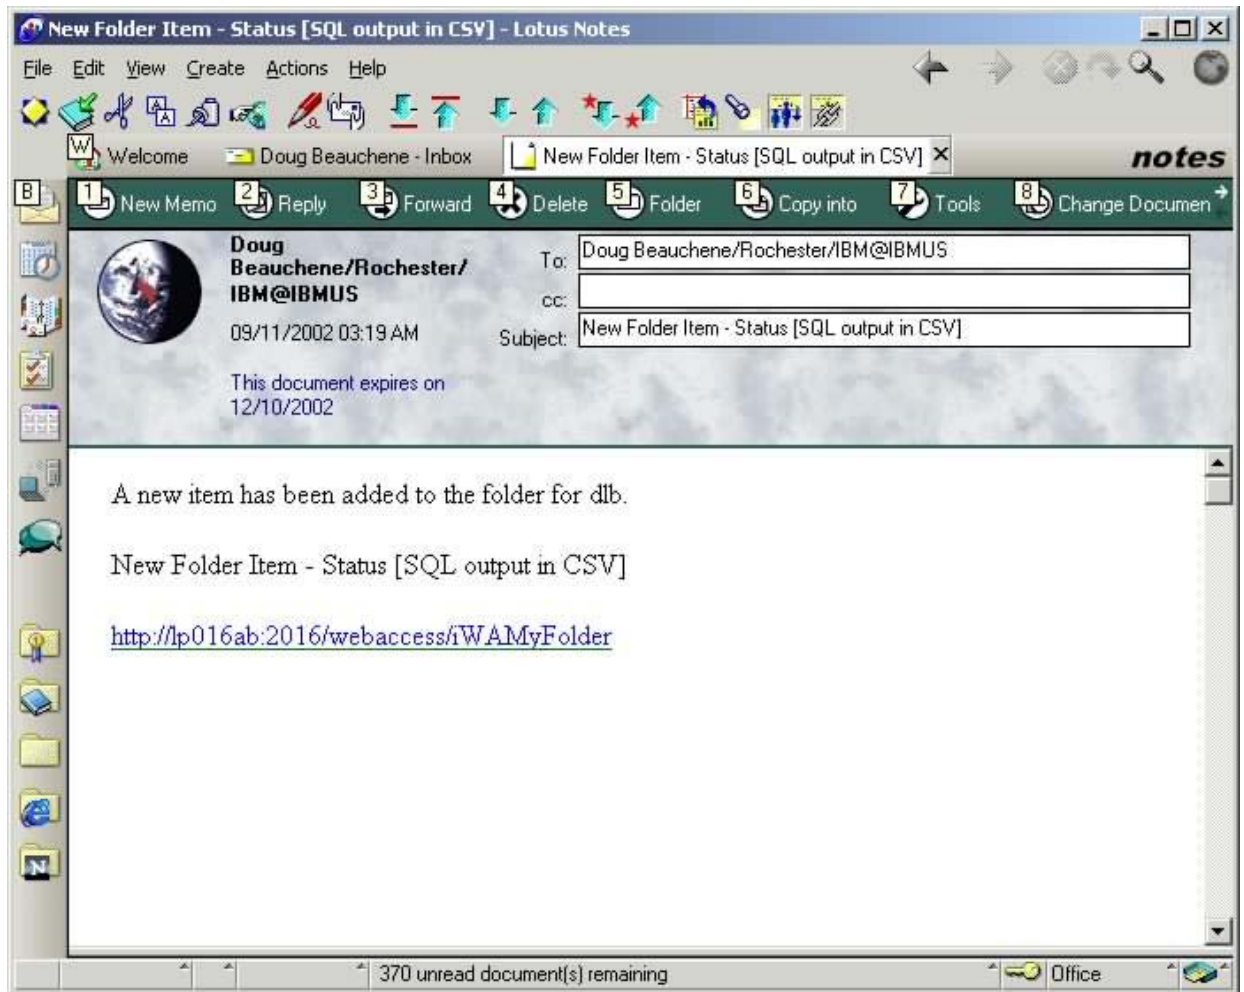 New Folder Item - Status [SQL output in CSV] - Lotus Notes
File Edit View Create Actions Help
W Welcome Doug Beauchene - Inbox New Folder Item - Status [SQL output in CSV] notes
B 1 New Memo 2 Reply 3 Forward 4 Delete 5 Folder 6 Copy into 7 Tools 8 Change Documen
Doug
Beauchene/Rochester/
IBM@IBMUS
09/11/2002 03:19 AM
This document expires on
12/10/2002
To: Doug Beauchene/Rochester/IBM@IBMUS
cc:
Subject: New Folder Item - Status [SQL output in CSV]
A new item has been added to the folder for dlb.
New Folder Item - Status [SQL output in CSV]
http://lp016ab:2016/webaccess/iWAMyFolder
N
370 unread document(s) remaining Office